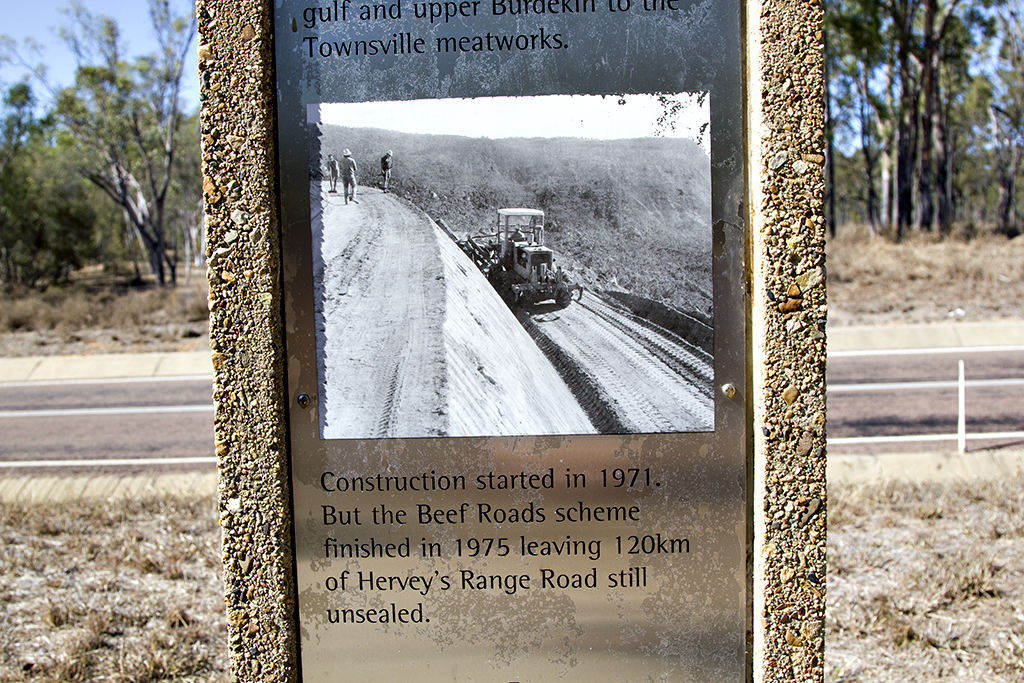 gulf and upper Burdekin to the
Townsville meatworks.
Construction started in 1971.
But the Beef Roads scheme
finished in 1975 leaving 120km
of Hervey's Range Road still
unsealed.